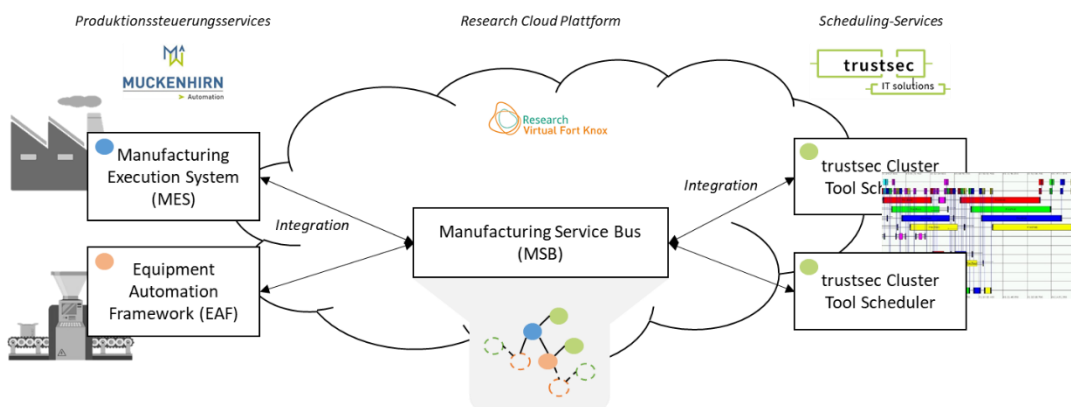 Produktionssteuerungsservices
Research Cloud Plattform
Scheduling-Services
MUCKENHIRN
Automation
trustsec
IT solutions
Research
Virtual Fort Knox
Manufacturing
Execution System
(MES)
trustsec Cluster
Tool Sch
Integration
Integration
Manufacturing Service Bus
(MSB)
Equipment
Automation
Framework (EAF)
trustsec Cluster
Tool Scheduler